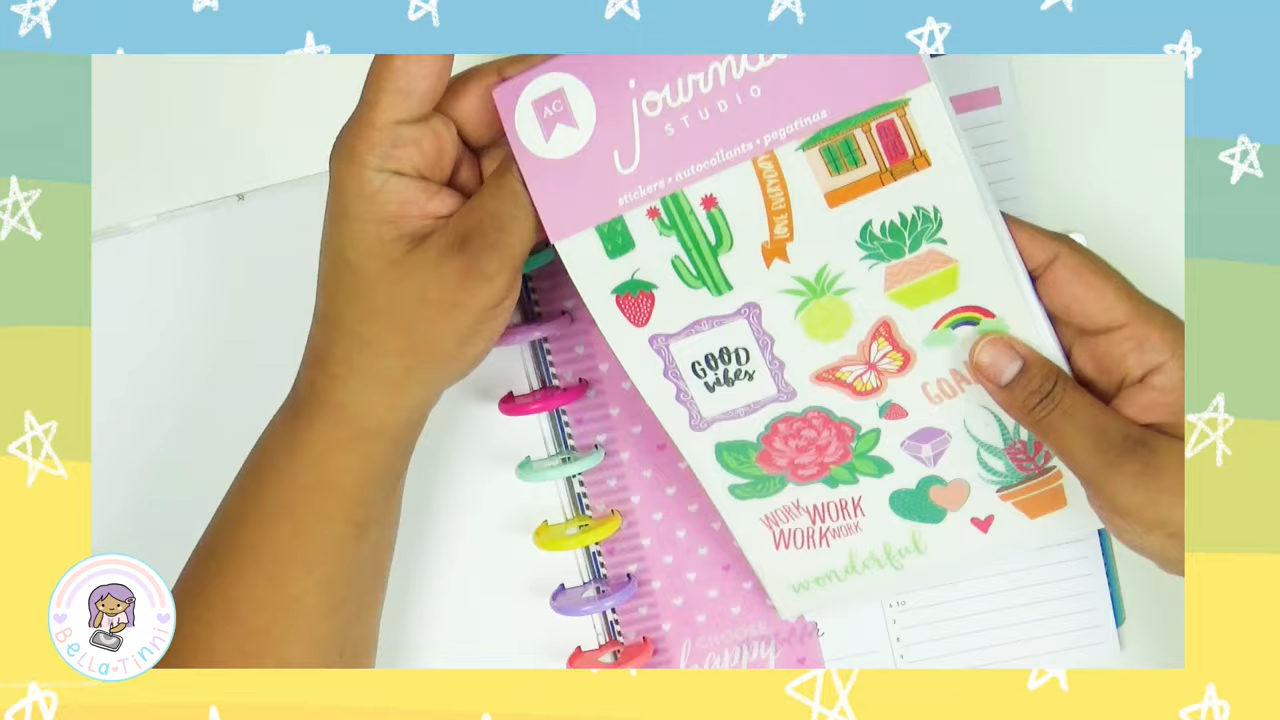 AC
journal
STUDIO
stickers • autocollants • pegatinas
LOVE EVERYDAY
GOOD
vibes
GOAL
WORK WORK
WORK WORK
wonderful
CHOOSE
happy
Bella Tinni